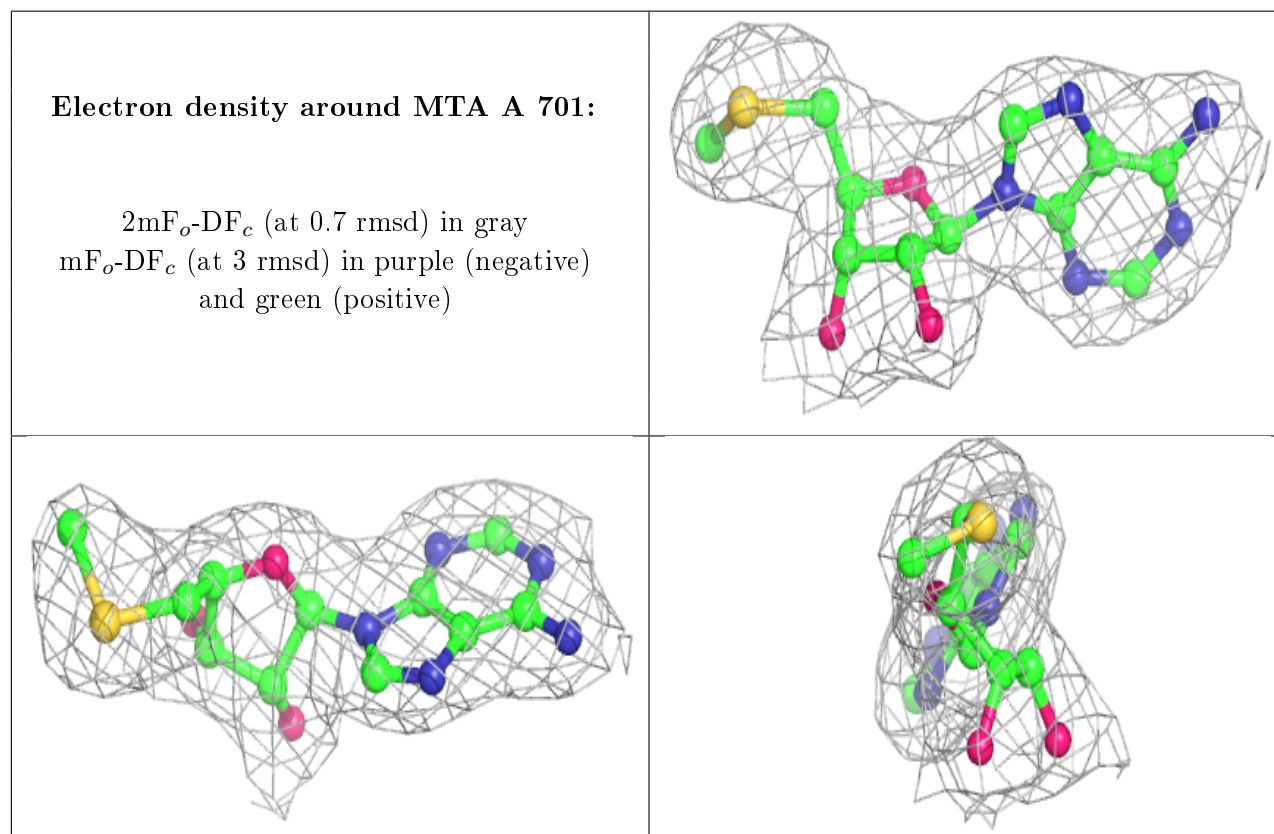 Electron density around MTA A 701:
2mFo-DFc (at 0.7 rmsd) in gray
mFo-DFc (at 3 rmsd) in purple (negative)
and green (positive)